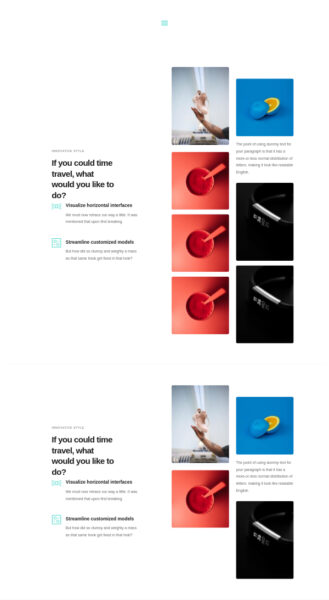 INNOVATIVE STYLE
If you could time
travel, what
would you like to
do?
Visualize horizontal interfaces
We must now retrace our way a little. It was
mentioned that upon first breaking
Streamline customized models
But how did so clumsy and weighty a mass
as that same hook get fixed in that hole?
The point of using dummy text for
your paragraph is that it has a
more-or-less normal distribution of
letters, making it look like readable
English.
INNOVATIVE STYLE
If you could time
travel, what
would you like to
do?
Visualize horizontal interfaces
We must now retrace our way a little. It was
mentioned that upon first breaking
Streamline customized models
But how did so clumsy and weighty a mass
as that same hook get fixed in that hole?
The point of using dummy text for
your paragraph is that it has a
more-or-less normal distribution of
letters, making it look like readable
English.